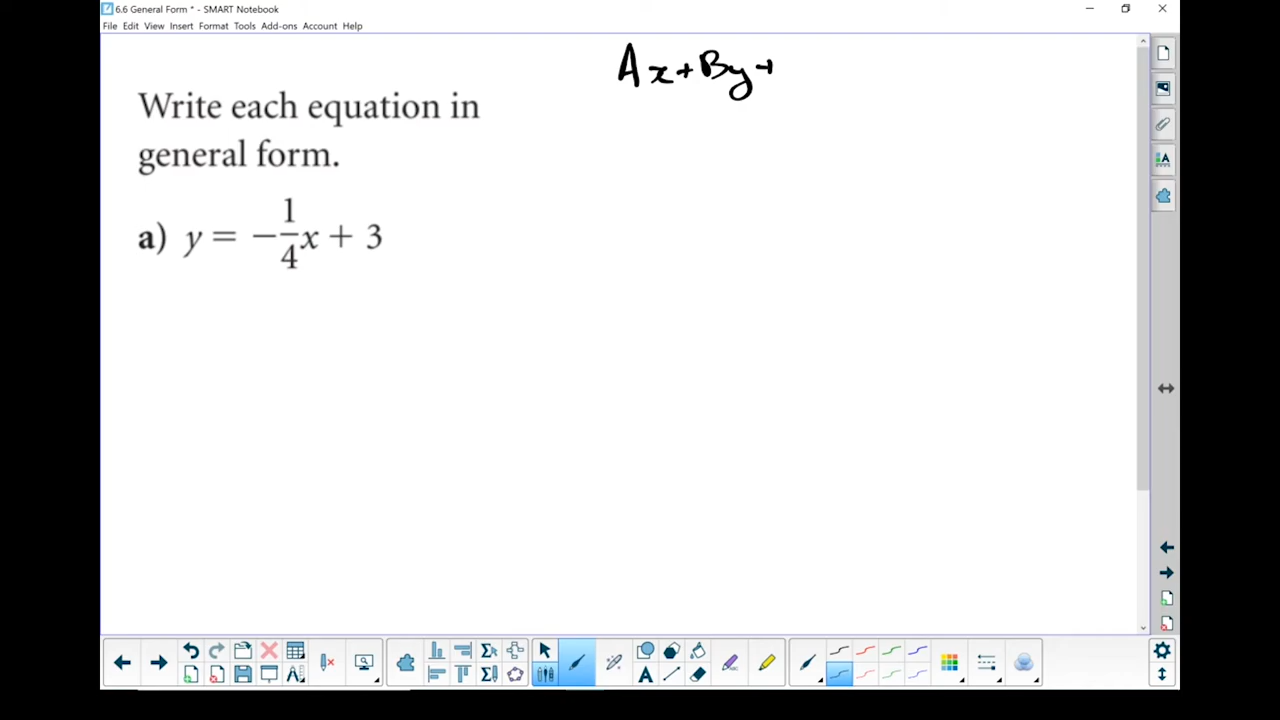 6.6 General Form * - SMART Notebook
File Edit View Insert Format Tools Add-ons Account Help
Ax+By+
Write each equation in
general form.
a) y = -1/4x + 3